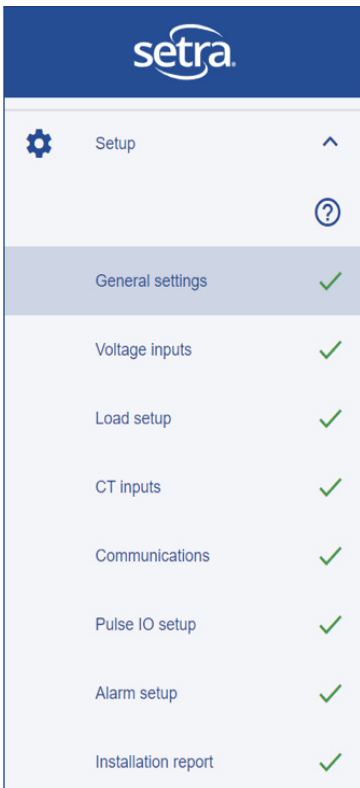 setra
Setup
General settings
Voltage inputs
Load setup
CT inputs
Communications
Pulse IO setup
Alarm setup
Installation report